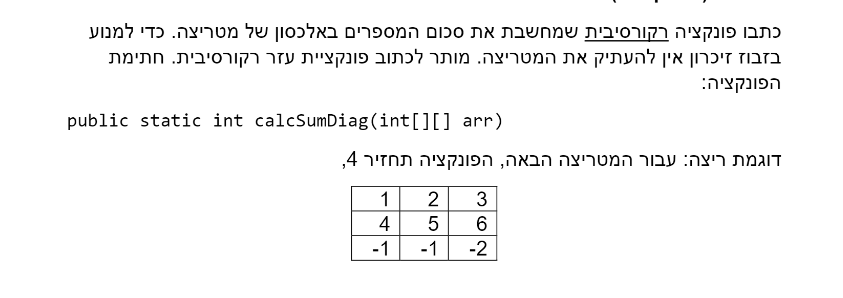 כתבו פונקציה רקורסיבית שמחשבת את סכום המספרים באלכסון של מטריצה. כדי למנוע
בזבוז זיכרון אין להעתיק את המטריצה. מותר לכתוב פונקציית עזר רקורסיבית. חתימת
הפונקציה:
public static int calcSumDiag(int[][] arr)
דוגמת ריצה: עבור המטריצה הבאה, הפונקציה תחזיר 4,
1 2 3
4 5 6
-1 -1 -2